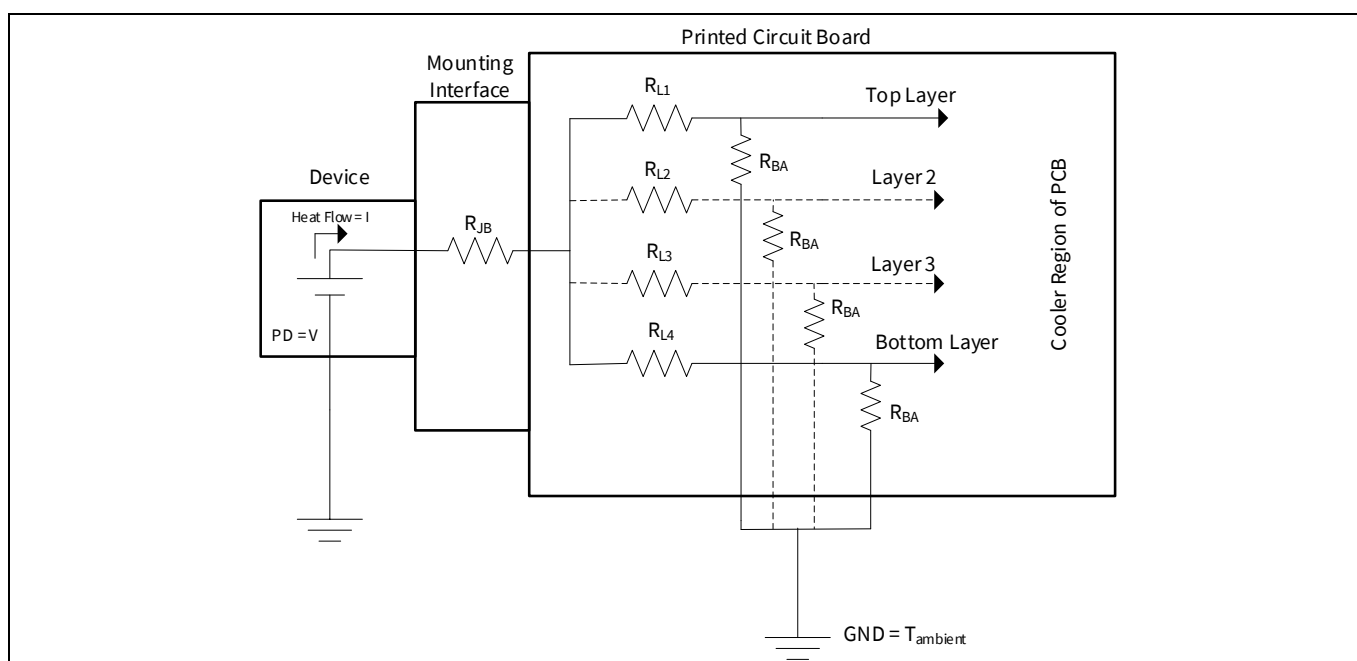 Printed Circuit Board
Mounting
Interface
Device
Heat Flow = I
PD = V
RJB
RL1
Top Layer
RBA
RL2
Layer 2
RBA
RL3
Layer 3
RBA
RL4
Bottom Layer
RBA
Cooler Region of PCB
GND = Tambient